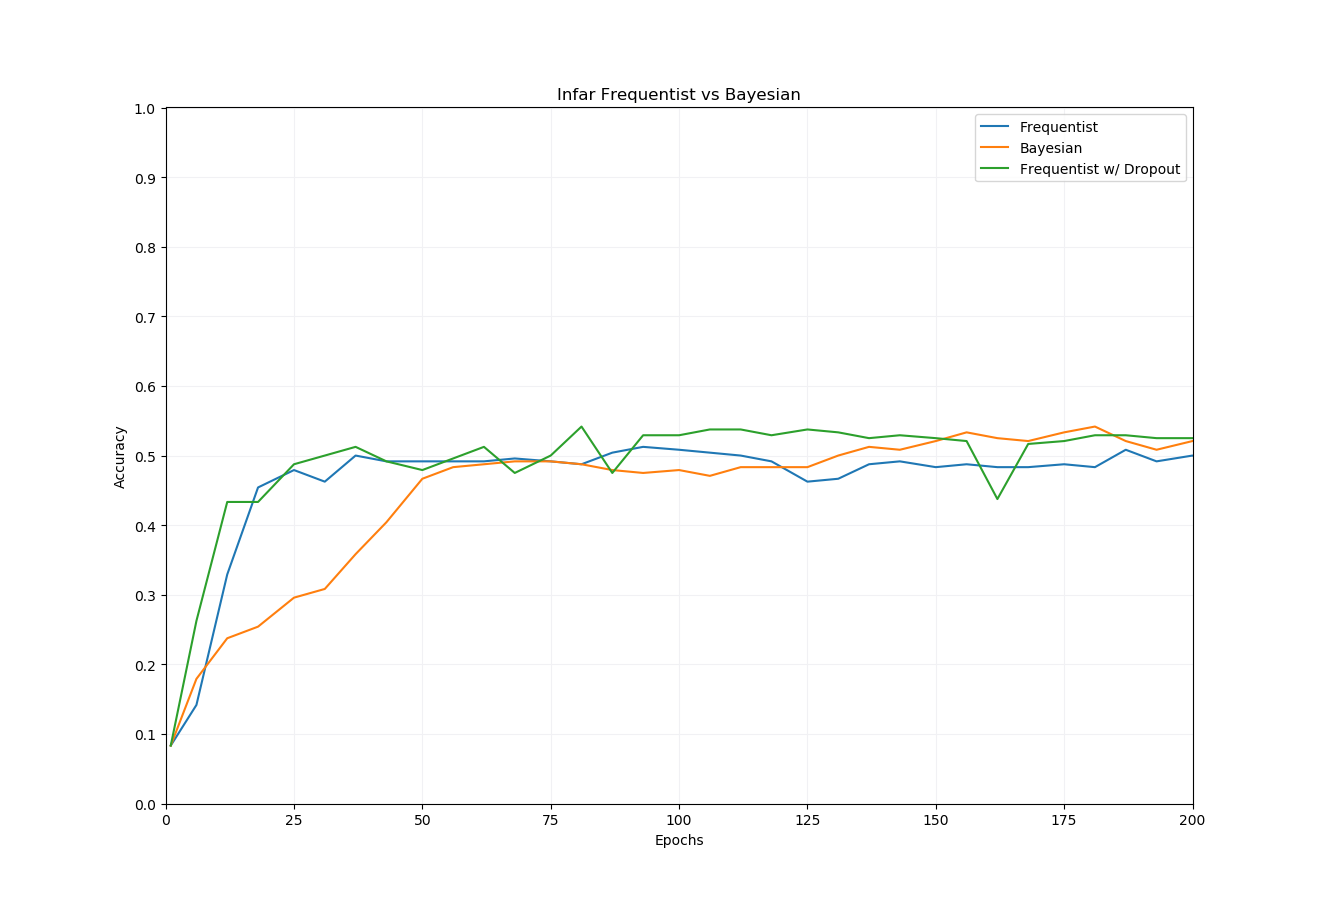 Infar Frequentist vs Bayesian
1.0
0.9
0.8
0.7
0.6
0.5
0.4
0.3
0.2
0.1
0.0
Accuracy
Frequentist
Bayesian
Frequentist w/ Dropout
0 25 50 75 100 125 150 175 200
Epochs